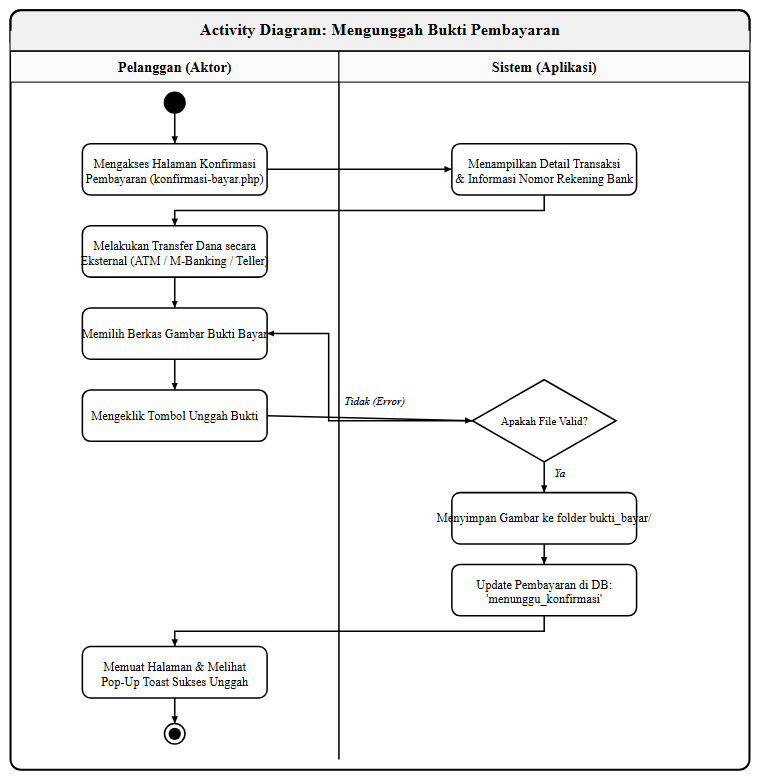 Activity Diagram: Mengunggah Bukti Pembayaran
Pelanggan (Aktor)
Sistem (Aplikasi)
Mengakses Halaman Konfirmasi
Pembayaran (konfirmasi-bayar.php)
Menampilkan Detail Transaksi
& Informasi Nomor Rekening Bank
Melakukan Transfer Dana secara
Eksternal (ATM / M-Banking / Teller)
Memilih Berkas Gambar Bukti Bayar
Mengeklik Tombol Unggah Bukti
Tidak (Error)
Apakah File Valid?
Ya
Menyimpan Gambar ke folder bukti_bayar/
Update Pembayaran di DB:
'menunggu_konfirmasi'
Memuat Halaman & Melihat
Pop-Up Toast Sukses Unggah